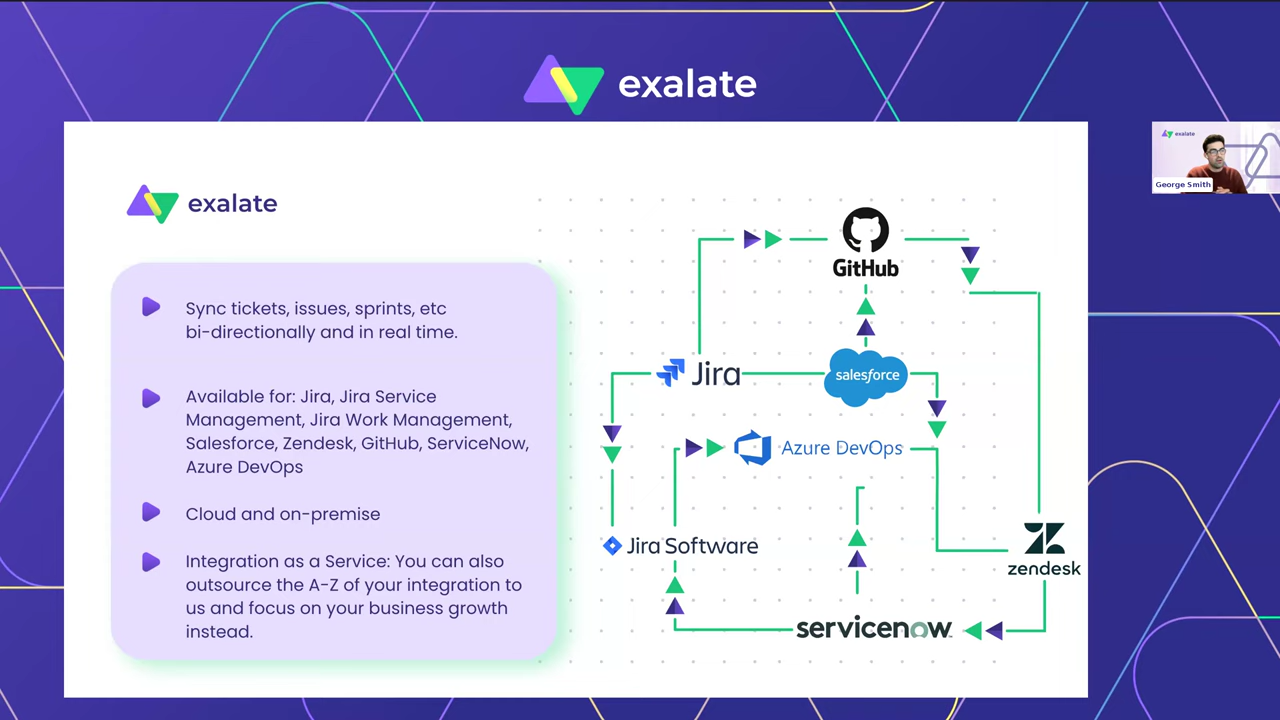 exalate
exalate
George Smith
exalate
Sync tickets, issues, sprints, etc
bi-directionally and in real time.
Available for: Jira, Jira Service
Management, Jira Work Management,
Salesforce, Zendesk, GitHub, ServiceNow,
Azure DevOps
Cloud and on-premise
Integration as a Service: You can also
outsource the A-Z of your integration to
us and focus on your business growth
instead.
GitHub
Jira
salesforce
Azure DevOps
Jira Software
zendesk
servicenow